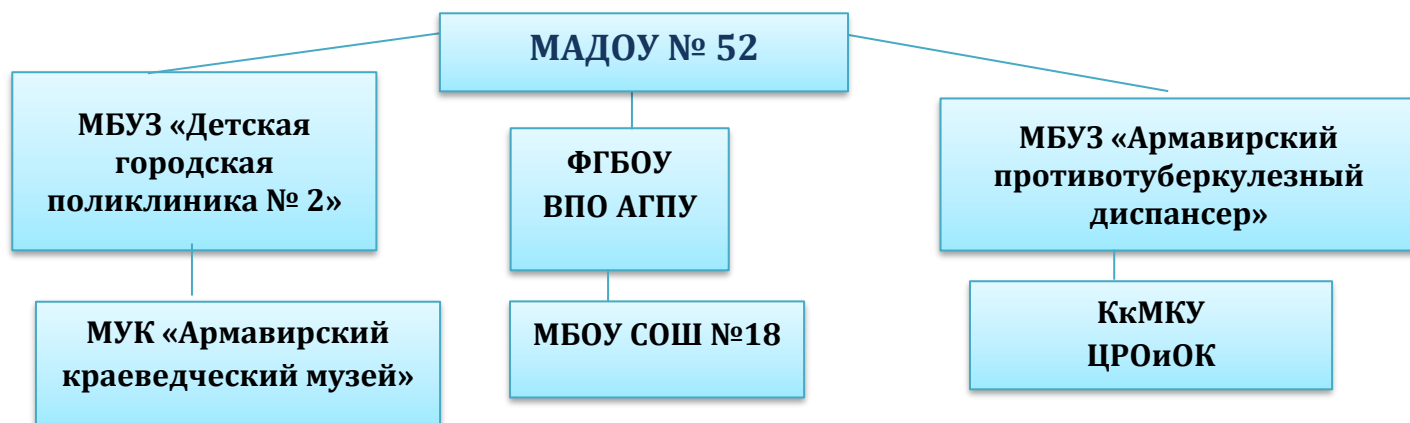 МАДОУ № 52
МБУЗ «Детская
городская
поликлиника № 2»
ФГБОУ
ВПО АГПУ
МБУЗ «Армавирский
противотуберкулезный
диспансер»
МУК «Армавирский
краеведческий музей»
МБОУ СОШ №18
КкМКУ
ЦРОиОК